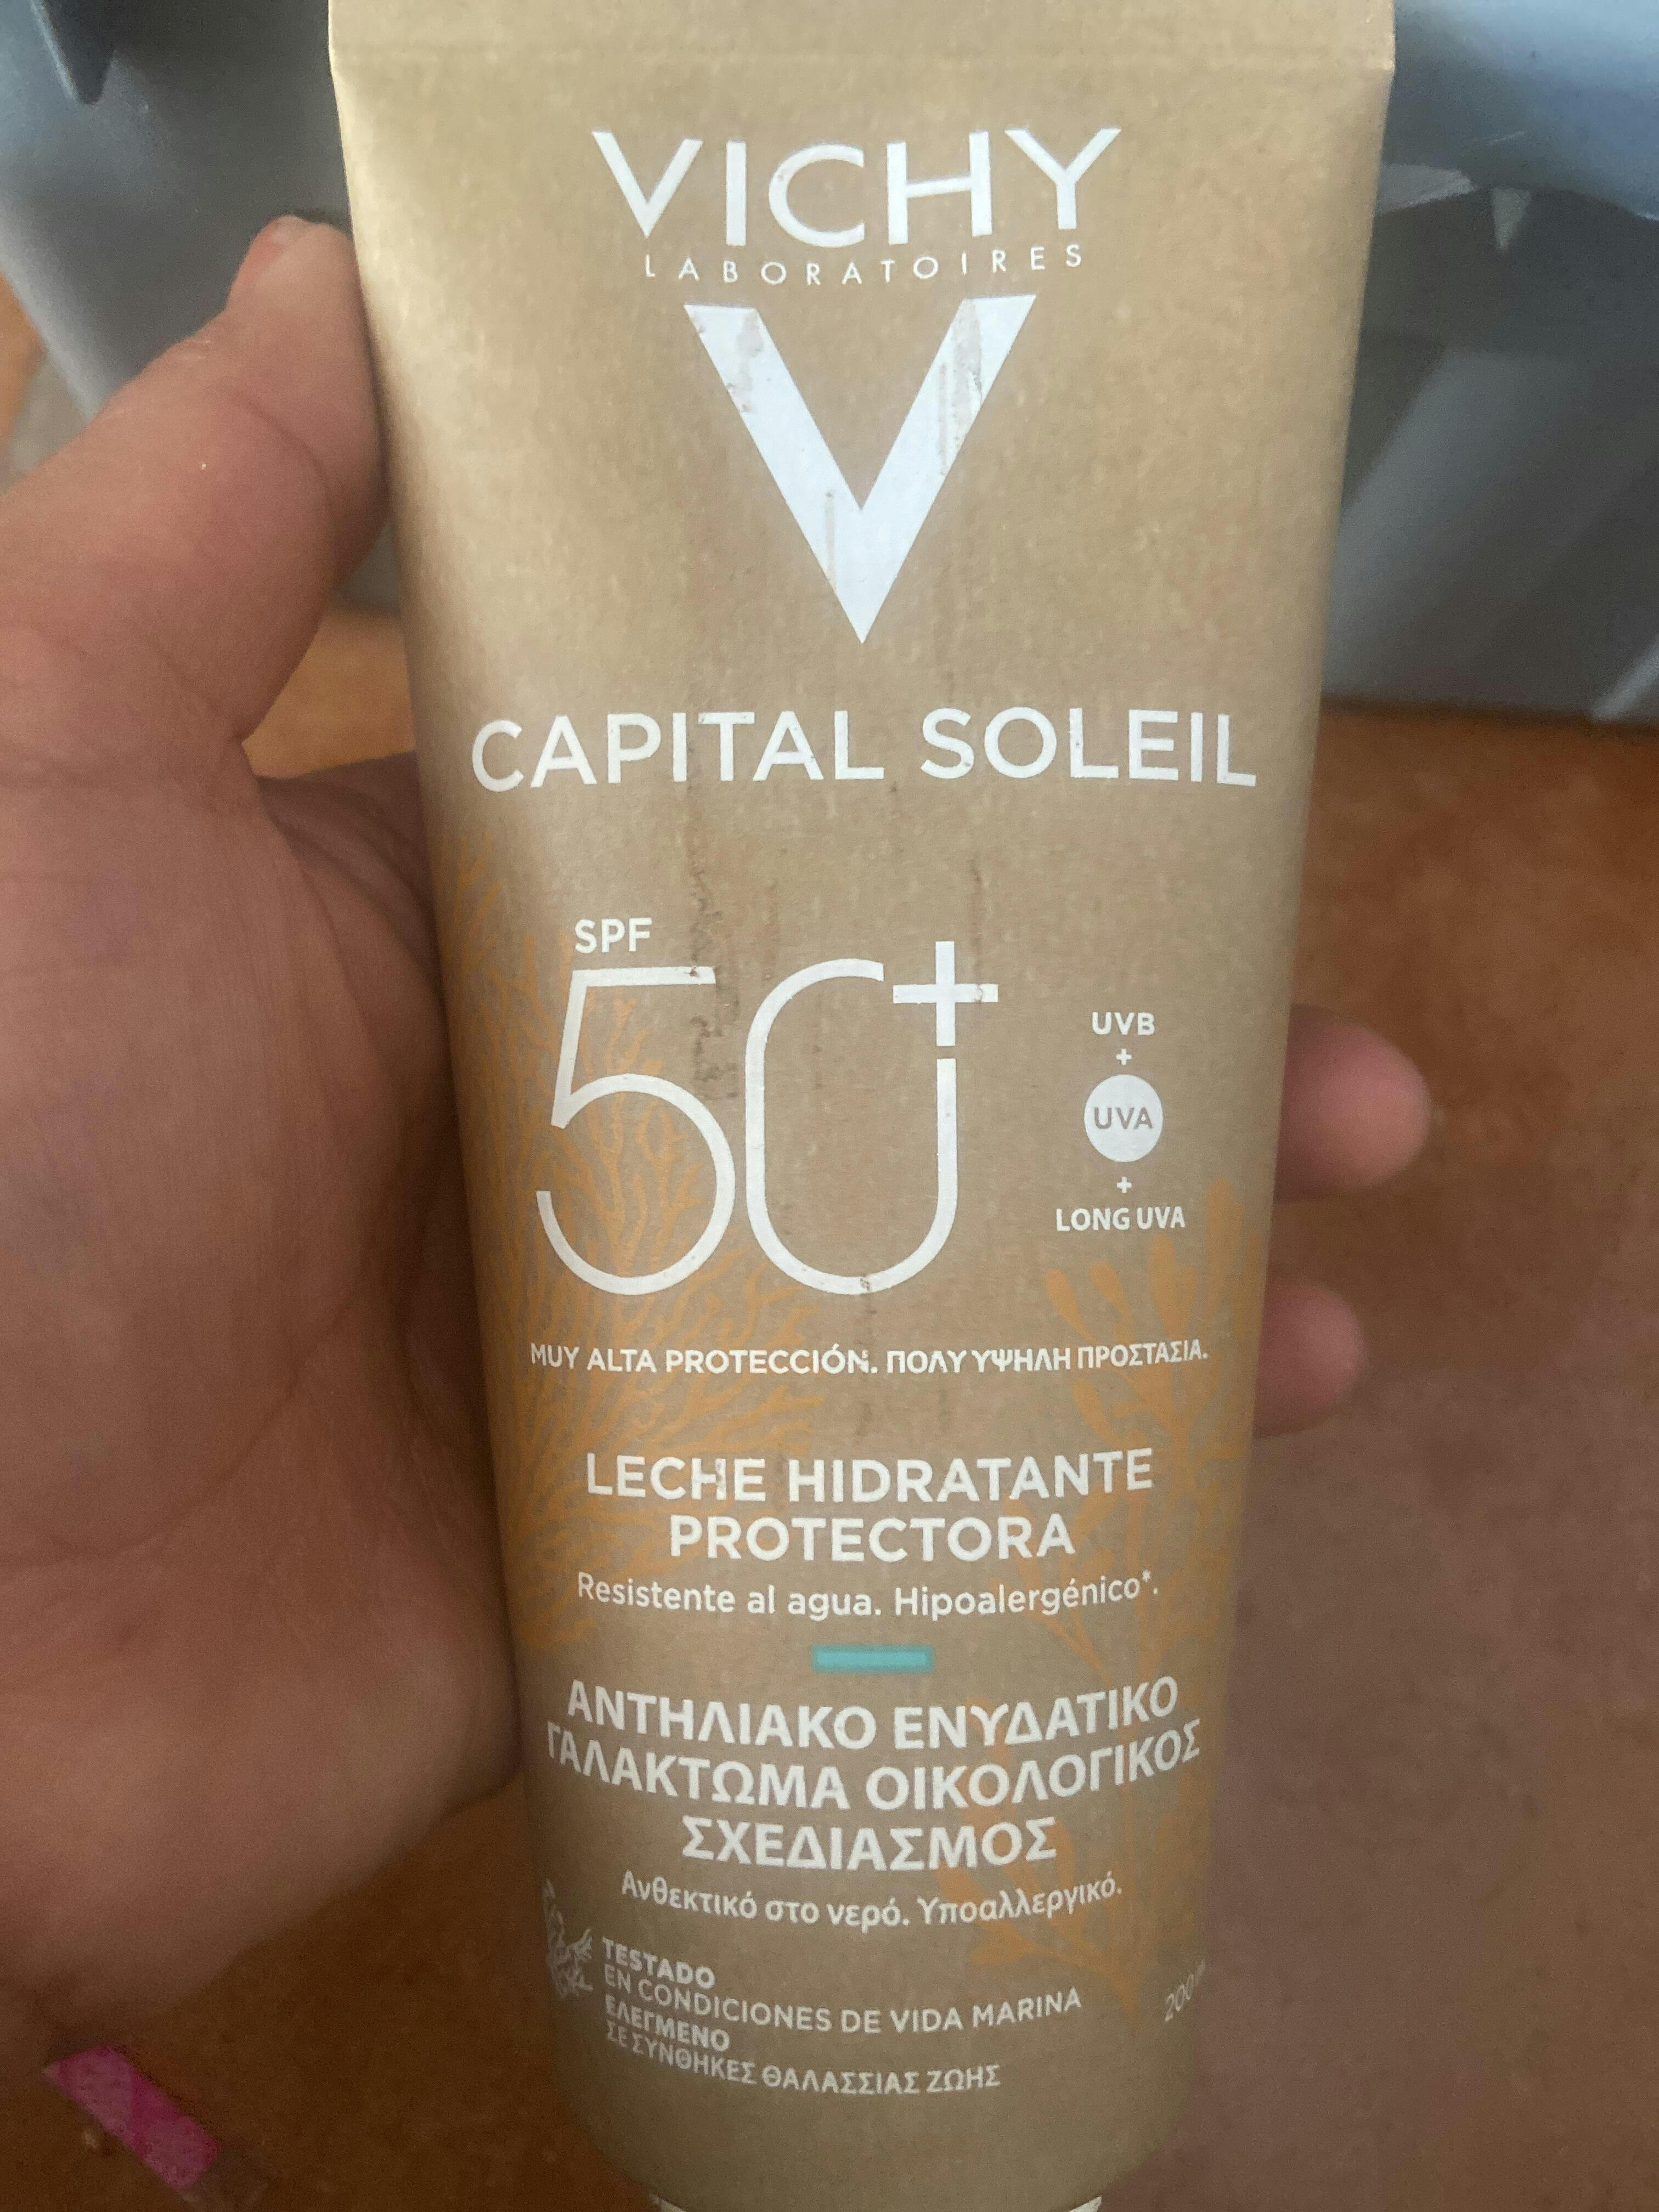 VICHY
LABORATOIRES
V
CAPITAL SOLEIL
SPF
50+
UVB
+
UVA
+
LONG UVA
MUY ALTA PROTECCIÓN. ΠΟΛΥ ΥΨΗΛΗ ΠΡΟΣΤΑΣΙΑ.
LECHE HIDRATANTE
PROTECTORA
Resistente al agua. Hipoalergénico*.
ΑΝΤΗΛΙΑΚΟ ΕΝΥΔΑΤΙΚΟ
ΓΑΛΑΚΤΩΜΑ ΟΙΚΟΛΟΓΙΚΟΣ
ΣΧΕΔΙΑΣΜΟΣ
Ανθεκτικό στο νερό. Υποαλλεργικό.
TESTADO
EN CONDICIONES DE VIDA MARINA
ΕΛΕΓΜΕΝΟ
ΣΕ ΣΥΝΘΗΚΕΣ ΘΑΛΑΣΣΙΑΣ ΖΩΗΣ
200